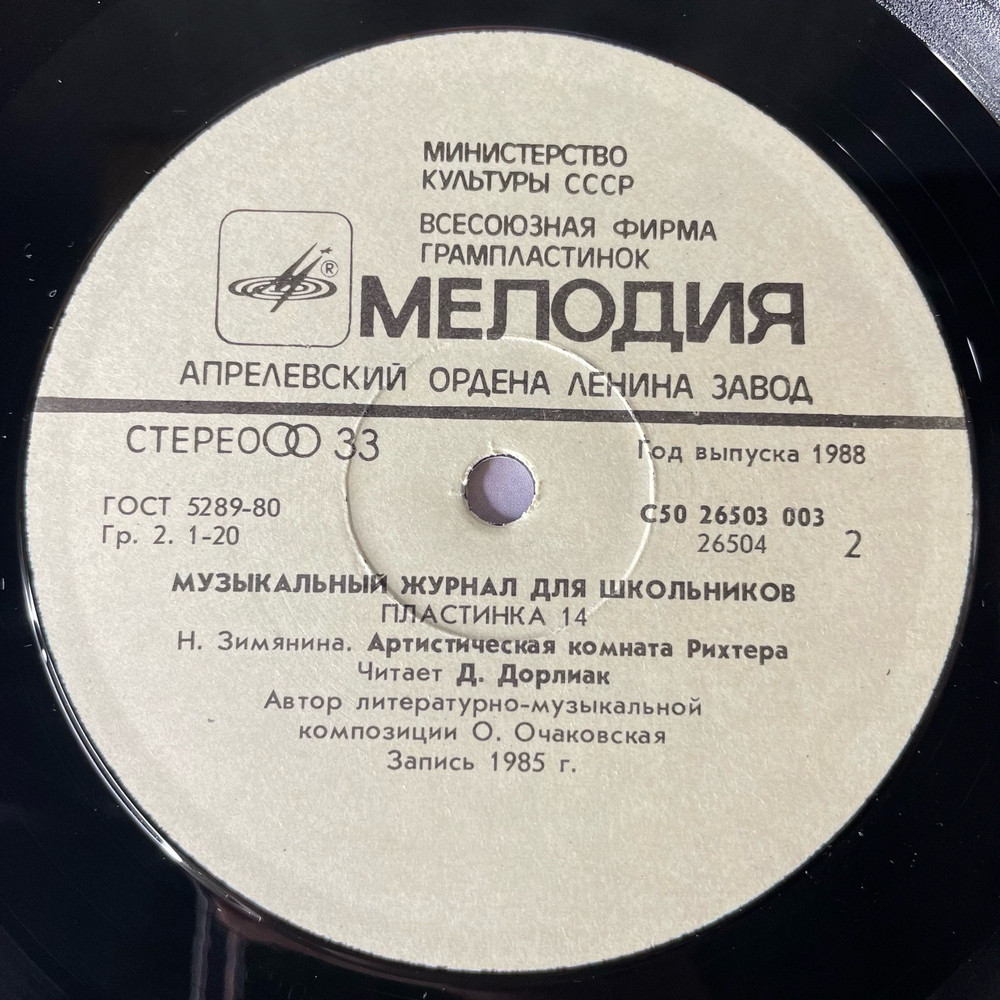 МИНИСТЕРСТВО
КУЛЬТУРЫ СССР
ВСЕСОЮЗНАЯ ФИРМА
ГРАМПЛАСТИНОК
®
МЕЛОДИЯ
АПРЕЛЕВСКИЙ ОРДЕНА ЛЕНИНА ЗАВОД
СТЕРЕО 33
Год выпуска 1988
ГОСТ 5289-80
Гр. 2. 1-20
С50 26503 003
26504
2
МУЗЫКАЛЬНЫЙ ЖУРНАЛ ДЛЯ ШКОЛЬНИКОВ
ПЛАСТИНКА 14
Н. Зимянина. Артистическая комната Рихтера
Читает Д. Дорлиак
Автор литературно-музыкальной
композиции О. Очаковская
Запись 1985 г.